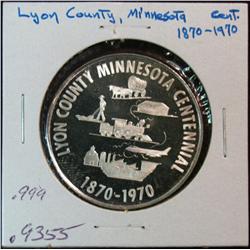 Lyon County, Minnesota Cent.
1870-1970
LYON COUNTY MINNESOTA CENTENNIAL
1870-1970
.999
.9355